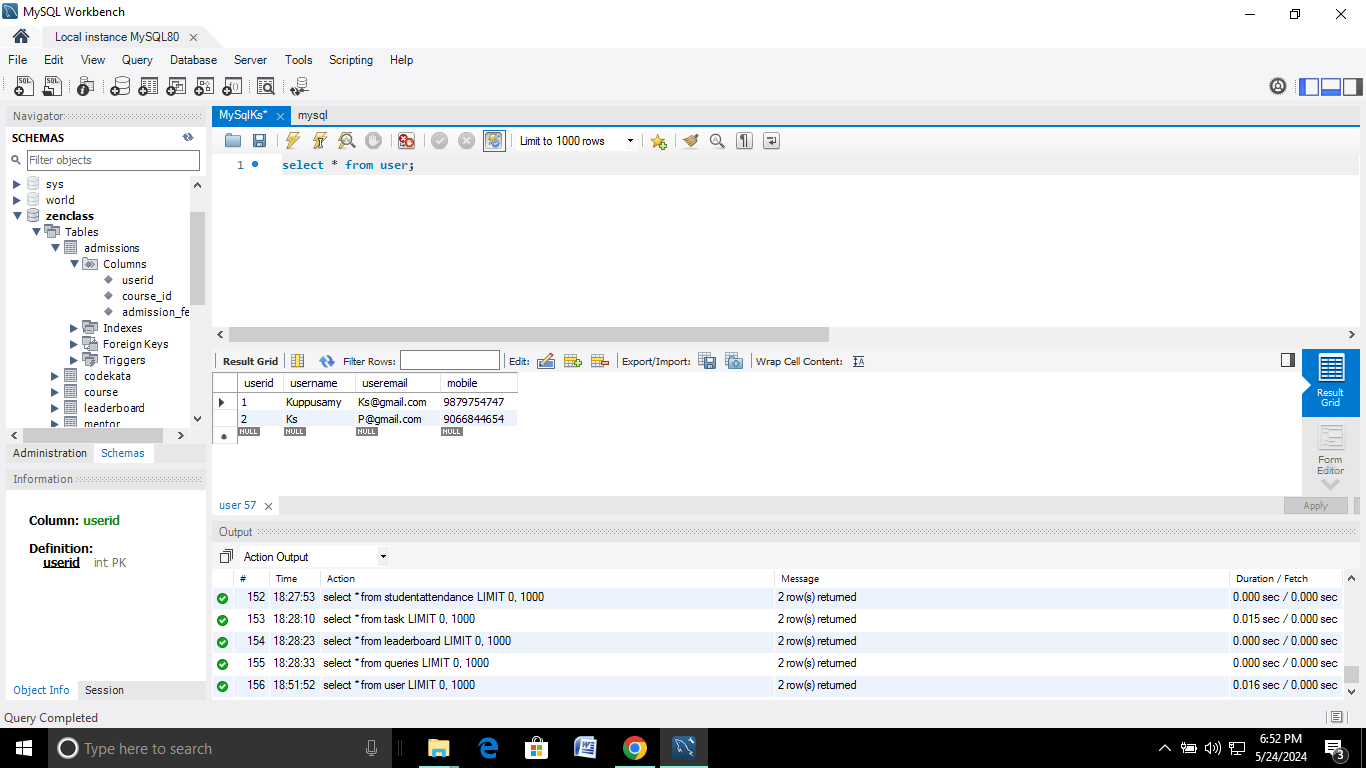 MySQL Workbench
Local instance MySQL80
File Edit View Query Database Server Tools Scripting Help
Navigator
SCHEMAS
Filter objects
sys
world
zenclass
Tables
admissions
Columns
userid
course_id
admission_fe
Indexes
Foreign Keys
Triggers
codekata
course
leaderboard
mentor
Administration Schemas
Information
Column: userid
Definition:
userid int PK
Object Info Session
MySqlKs* mysql
Limit to 1000 rows
1 select * from user;
Result Grid Filter Rows: Edit: Export/Import: Wrap Cell Content:
userid username useremail mobile
1 Kuppusamy Ks@gmail.com 9879754747
2 Ks P@gmail.com 9066844654
NULL NULL NULL NULL
Result
Grid
Form
Editor
user 57
Apply
Output
Action Output
# Time Action Message Duration / Fetch
152 18:27:53 select * from studentattendance LIMIT 0, 1000 2 row(s) returned 0.000 sec / 0.000 sec
153 18:28:10 select * from task LIMIT 0, 1000 2 row(s) returned 0.015 sec / 0.000 sec
154 18:28:23 select * from leaderboard LIMIT 0, 1000 2 row(s) returned 0.000 sec / 0.000 sec
155 18:28:33 select * from queries LIMIT 0, 1000 2 row(s) returned 0.000 sec / 0.000 sec
156 18:51:52 select * from user LIMIT 0, 1000 2 row(s) returned 0.016 sec / 0.000 sec
Query Completed
Type here to search
6:52 PM
5/24/2024
3